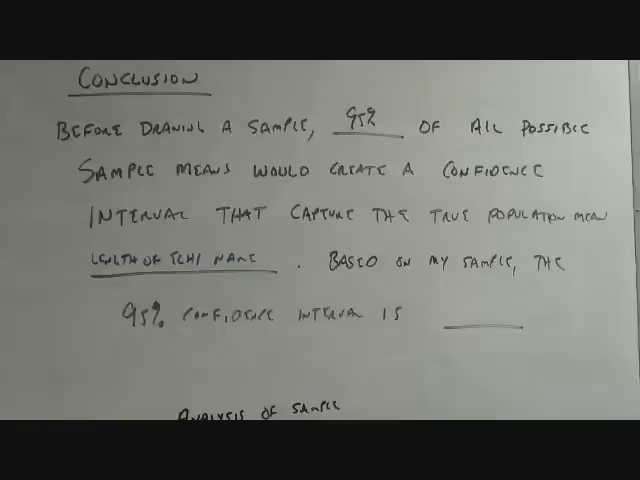 CONCLUSION
BEFORE DRAWING A SAMPLE, 95% OF ALL POSSIBLE
SAMPLE MEANS WOULD CREATE A CONFIDENCE
INTERVAL THAT CAPTURE THE TRUE POPULATION MEAN
LENGTH OF NAME. BASED ON MY SAMPLE, THE
95% CONFIDENCE INTERVAL IS
ANALYSIS OF SAMPLE